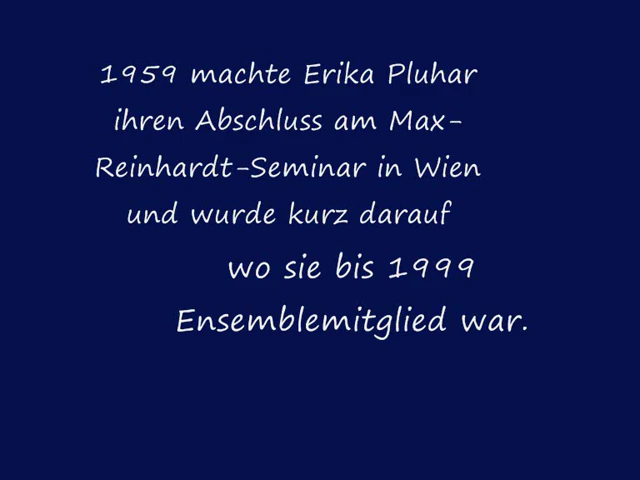 1959 machte Erika Pluhar
ihren Abschluss am Max-
Reinhardt-Seminar in Wien
und wurde kurz darauf
wo sie bis 1999
Ensemblemitglied war.